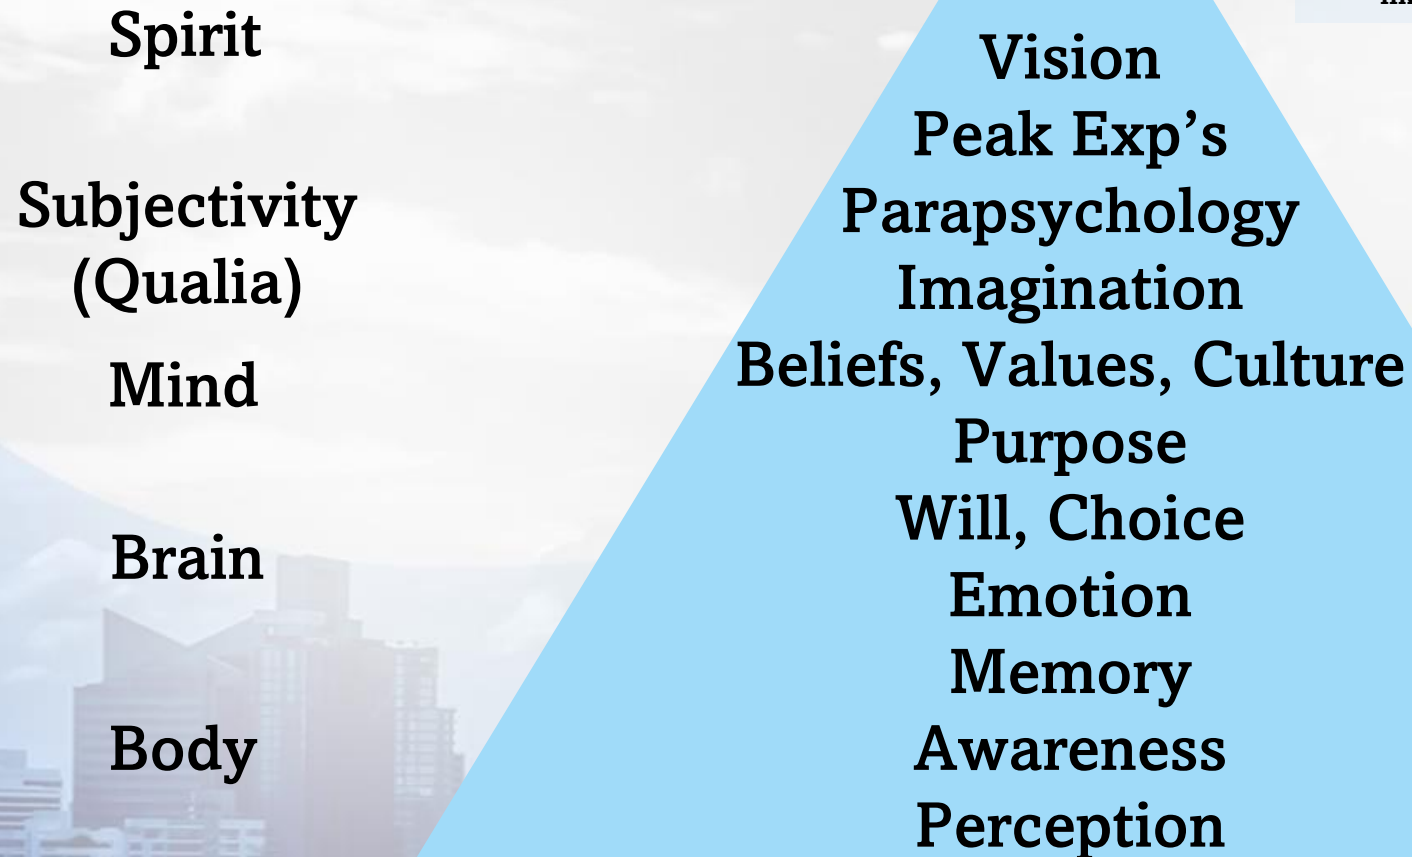 Spirit
Subjectivity
(Qualia)
Mind
Brain
Body
Vision
Peak Exp’s
Parapsychology
Imagination
Beliefs, Values, Culture
Purpose
Will, Choice
Emotion
Memory
Awareness
Perception